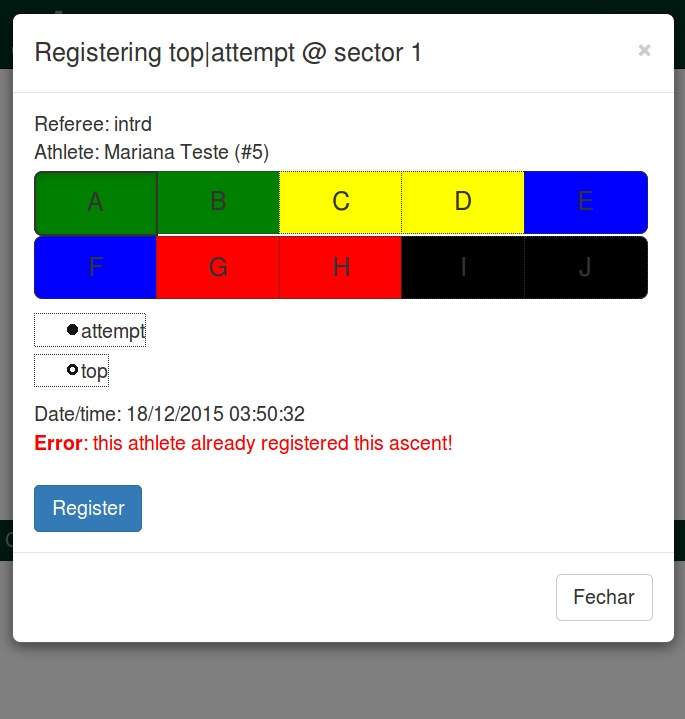 Registering top|attempt @ sector 1 ×
Referee: intrd
Athlete: Mariana Teste (#5)
A B C D E
F G H I J
attempt
top
Date/time: 18/12/2015 03:50:32
Error: this athlete already registered this ascent!
Register
Fechar